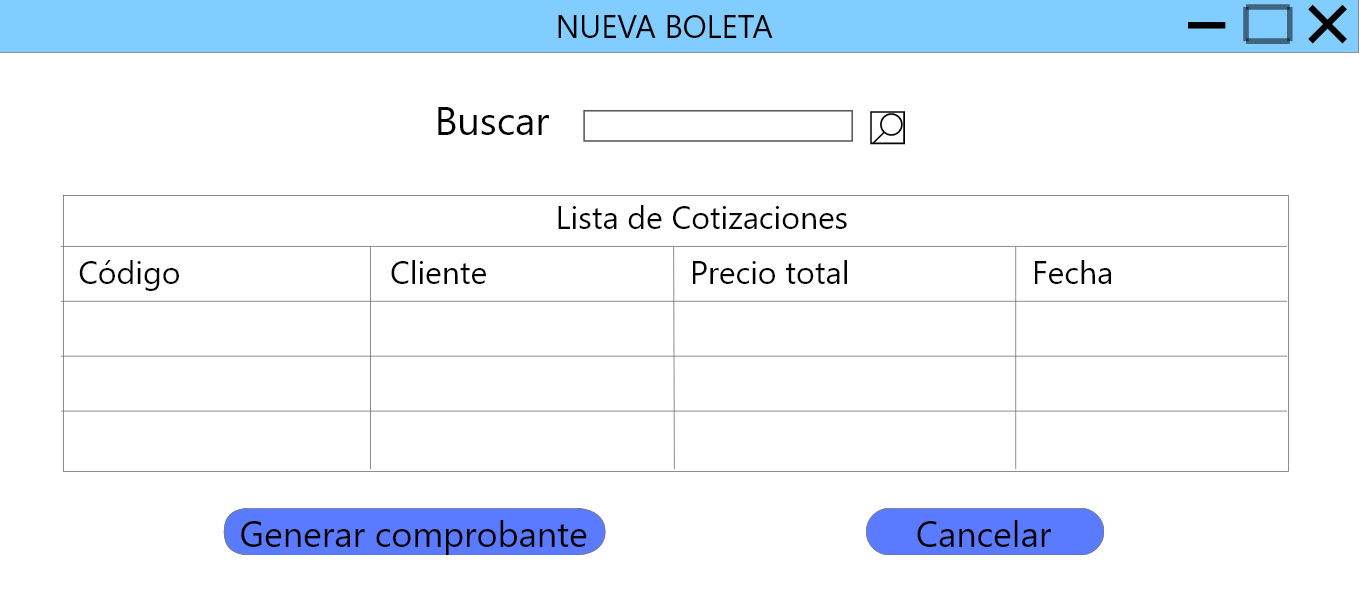 NUEVA BOLETA
Buscar
Lista de Cotizaciones
Código Cliente Precio total Fecha
Generar comprobante Cancelar